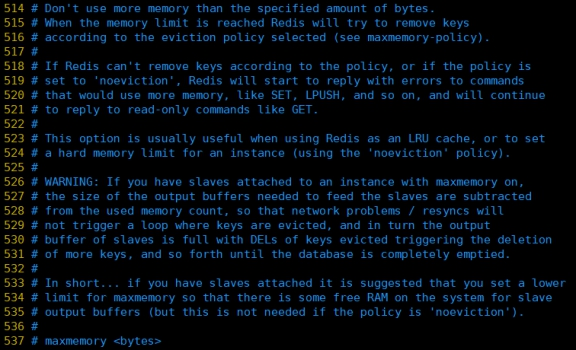 514 # Don't use more memory than the specified amount of bytes.
515 # When the memory limit is reached Redis will try to remove keys
516 # according to the eviction policy selected (see maxmemory-policy).
517 #
518 # If Redis can't remove keys according to the policy, or if the policy is
519 # set to 'noeviction', Redis will start to reply with errors to commands
520 # that would use more memory, like SET, LPUSH, and so on, and will continue
521 # to reply to read-only commands like GET.
522 #
523 # This option is usually useful when using Redis as an LRU cache, or to set
524 # a hard memory limit for an instance (using the 'noeviction' policy).
525 #
526 # WARNING: If you have slaves attached to an instance with maxmemory on,
527 # the size of the output buffers needed to feed the slaves are subtracted
528 # from the used memory count, so that network problems / resyncs will
529 # not trigger a loop where keys are evicted, and in turn the output
530 # buffer of slaves is full with DELs of keys evicted triggering the deletion
531 # of more keys, and so forth until the database is completely emptied.
532 #
533 # In short... if you have slaves attached it is suggested that you set a lower
534 # limit for maxmemory so that there is some free RAM on the system for slave
535 # output buffers (but this is not needed if the policy is 'noeviction').
536 #
537 # maxmemory <bytes>